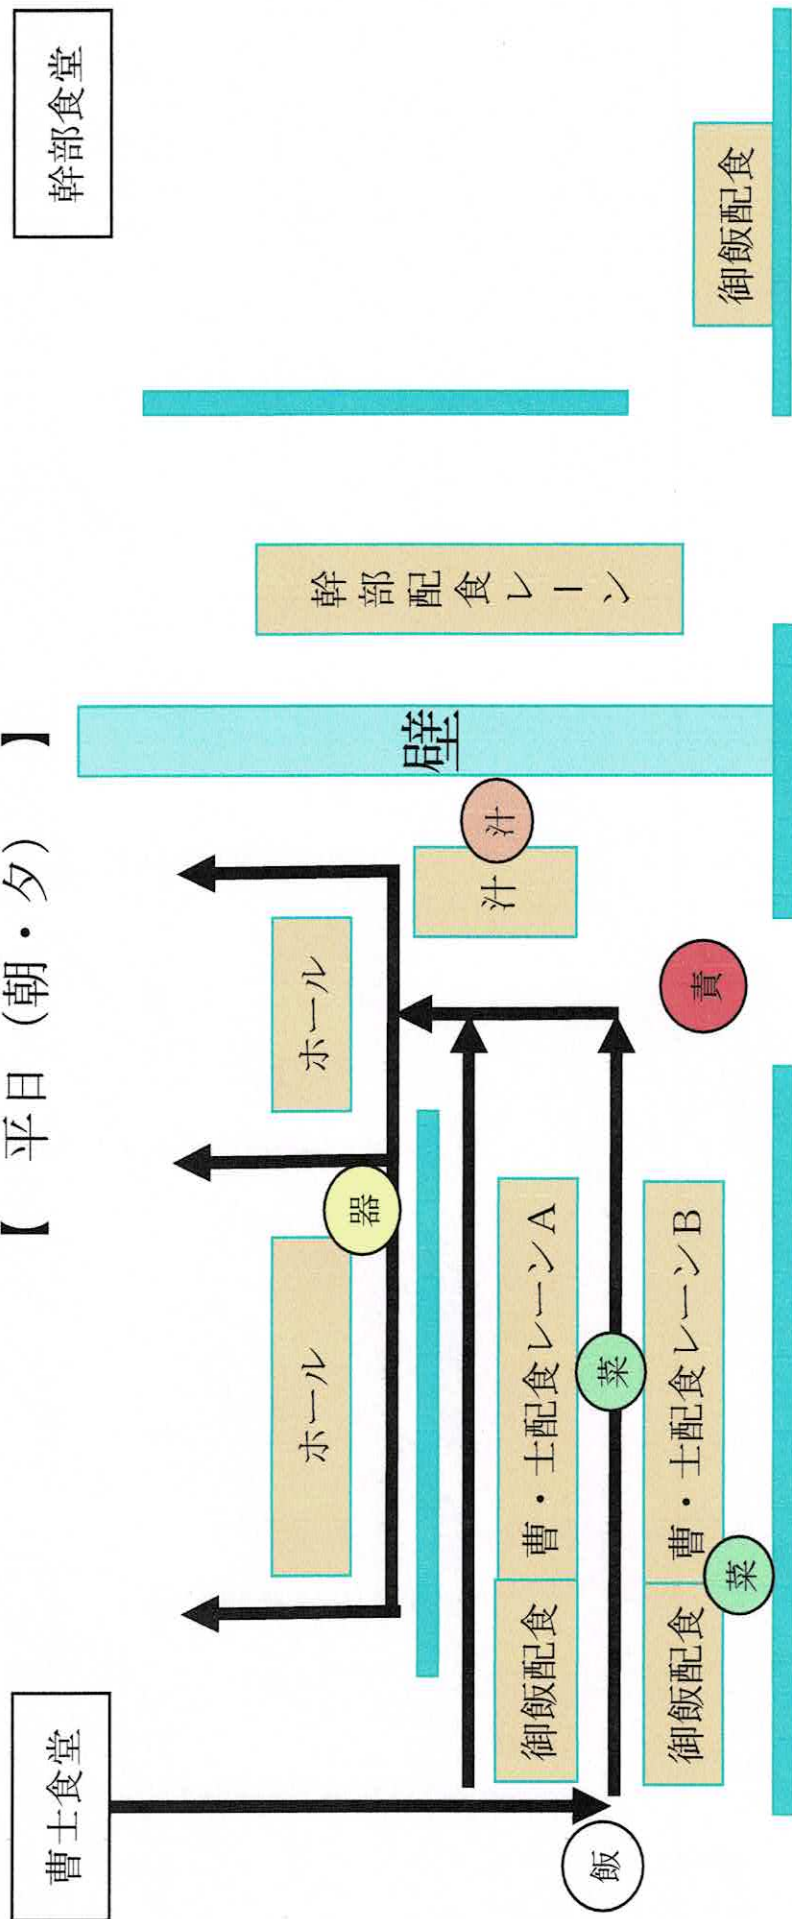 【 平日（朝・夕） 】
曹士食堂
幹部食堂
ホール
ホール
器
汁
汁
壁
幹部配食レーン
御飯配食
曹・士配食レーンA
菜
御飯配食
曹・士配食レーンB
菜
飯
責
御飯配食